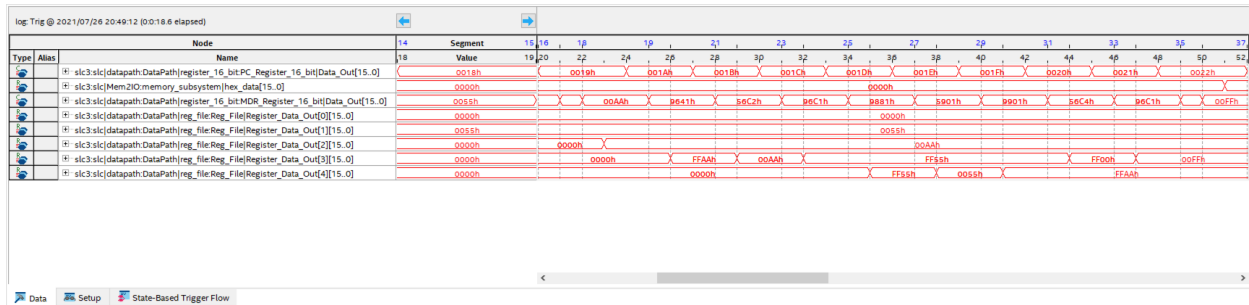 log: Trig @ 2021/07/26 20:49:12 (0:0:18.6 elapsed)
Node 14 Segment 15 16 18 19 21 23 25 27 29 31 33 35 37
Type Alias Name 18 Value 19 20 22 24 26 28 30 32 34 36 38 40 42 44 46 48 50 52
slc3:slc|datapath:DataPath|register_16_bit:PC_Register_16_bit|Data_Out[15..0] 0018h 0019h 001Ah 001Bh 001Ch 001Dh 001Eh 001Fh 0020h 0021h 0022h
slc3:slc|Mem2IO:memory_subsystem|hex_data[15..0] 0000h 0000h
slc3:slc|datapath:DataPath|register_16_bit:MDR_Register_16_bit|Data_Out[15..0] 0055h 00AAh 9641h 56C2h 96C1h 9881h 5901h 9901h 56C4h 96C1h 00FFh
slc3:slc|datapath:DataPath|reg_file:Reg_File|Register_Data_Out[0][15..0] 0000h 0000h
slc3:slc|datapath:DataPath|reg_file:Reg_File|Register_Data_Out[1][15..0] 0055h 0055h
slc3:slc|datapath:DataPath|reg_file:Reg_File|Register_Data_Out[2][15..0] 0000h 0000h 00AAh
slc3:slc|datapath:DataPath|reg_file:Reg_File|Register_Data_Out[3][15..0] 0000h 0000h FFAAh 00AAh FF55h FF00h 00FFh
slc3:slc|datapath:DataPath|reg_file:Reg_File|Register_Data_Out[4][15..0] 0000h 0000h FF55h 0055h FFAAh
Data Setup State-Based Trigger Flow